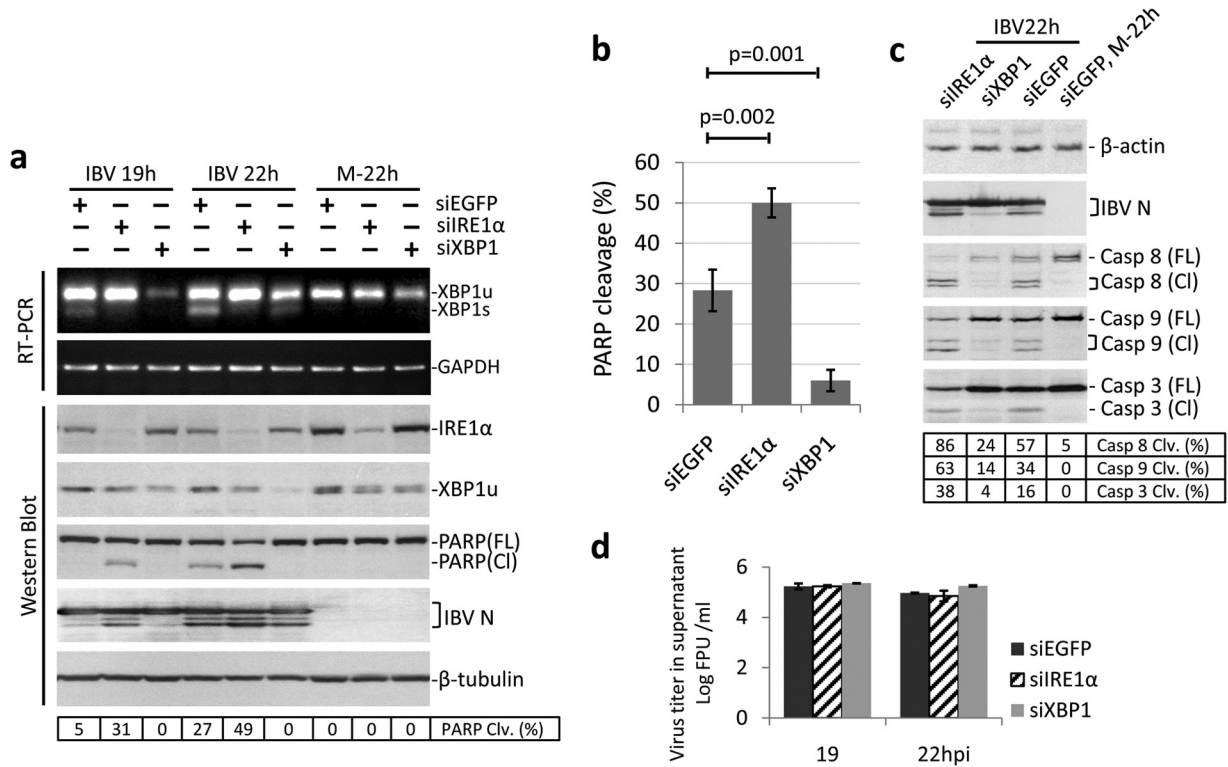 a
IBV 19h IBV 22h M-22h
+ − − + − − + − − siEGFP
− + − − + − − + − siIRE1α
− − + − − + − − + siXBP1
RT-PCR
-XBP1u
-XBP1s
-GAPDH
Western Blot
-IRE1α
-XBP1u
-PARP(FL)
-PARP(Cl)
IBV N
-β-tubulin
5 31 0 27 49 0 0 0 0 PARP Clv. (%)
b
p=0.001
p=0.002
PARP cleavage (%)
60
50
40
30
20
10
0
siEGFP siIRE1α siXBP1
c
IBV22h
siIRE1α siXBP1 siEGFP siEGFP, M-22h
- β-actin
IBV N
- Casp 8 (FL)
Casp 8 (Cl)
- Casp 9 (FL)
Casp 9 (Cl)
- Casp 3 (FL)
- Casp 3 (Cl)
86 24 57 5 Casp 8 Clv. (%)
63 14 34 0 Casp 9 Clv. (%)
38 4 16 0 Casp 3 Clv. (%)
d
Virus titer in supernatant
Log FPU /ml
6
4
2
0
19 22hpi
siEGFP
siIRE1α
siXBP1